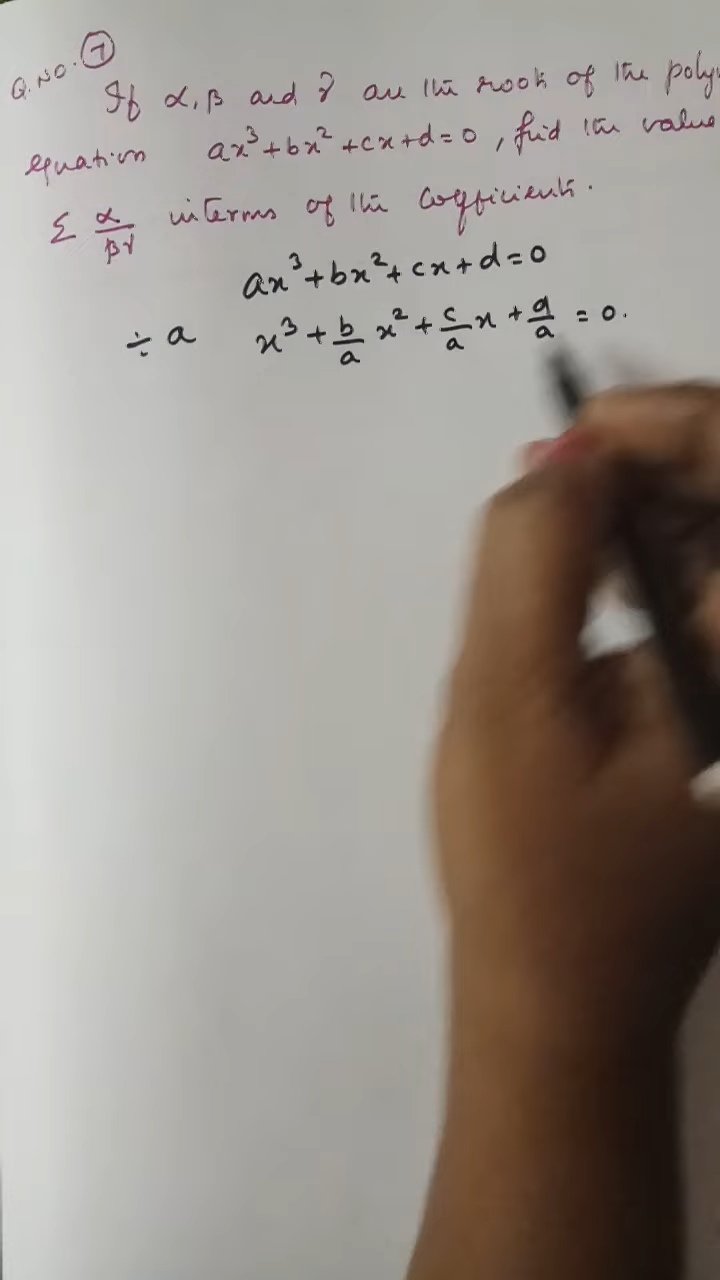 Q.NO. 7
If α, β and γ are the roots of the poly
equation ax³+bx²+cx+d=0, find the value
Σ α/βγ interms of the coefficients.
ax³+bx²+cx+d=0
÷ a x³ + b/a x² + c/a x + d/a = 0.